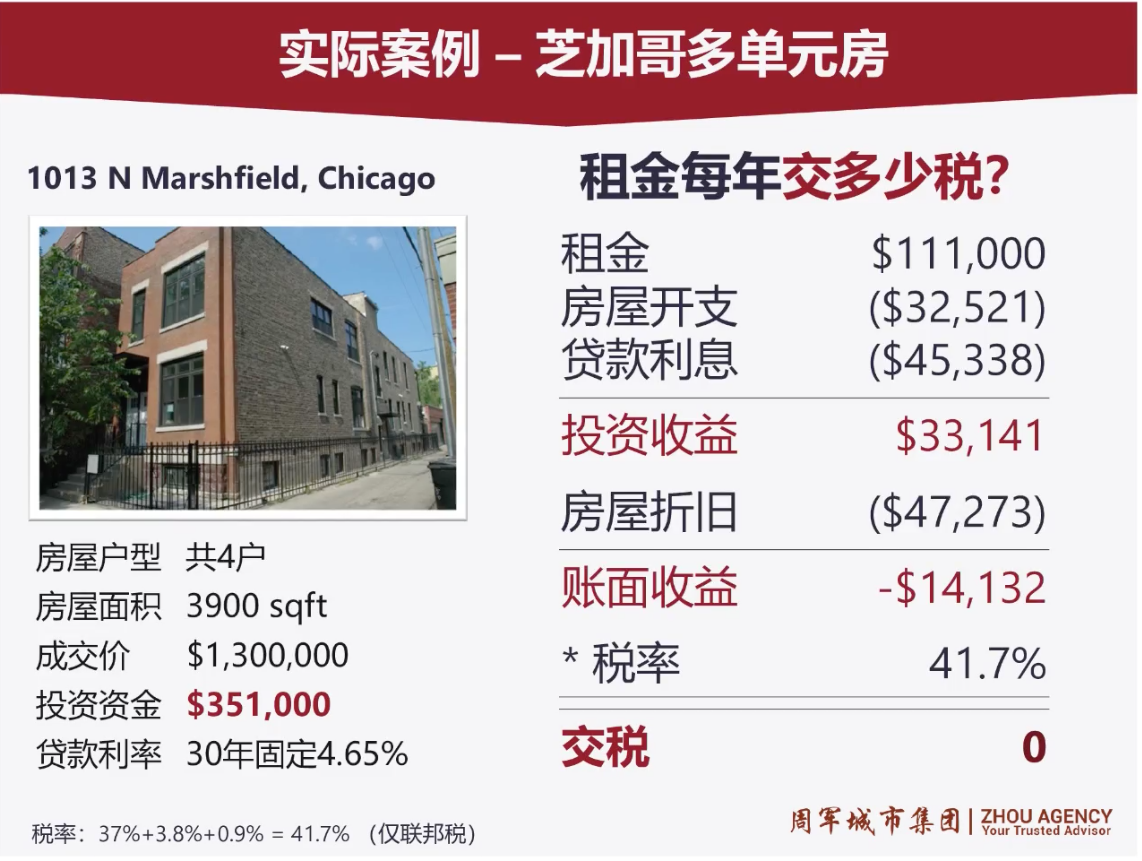 实际案例 – 芝加哥多单元房
1013 N Marshfield, Chicago
房屋户型 共4户
房屋面积 3900 sqft
成交价 $1,300,000
投资资金 $351,000
贷款利率 30年固定4.65%
税率：37%+3.8%+0.9% = 41.7% （仅联邦税）
租金每年交多少税?
租金 $111,000
房屋开支 ($32,521)
贷款利息 ($45,338)
投资收益 $33,141
房屋折旧 ($47,273)
账面收益 -$14,132
* 税率 41.7%
交税 0
周军城市集团 | ZHOU AGENCY
Your Trusted Advisor